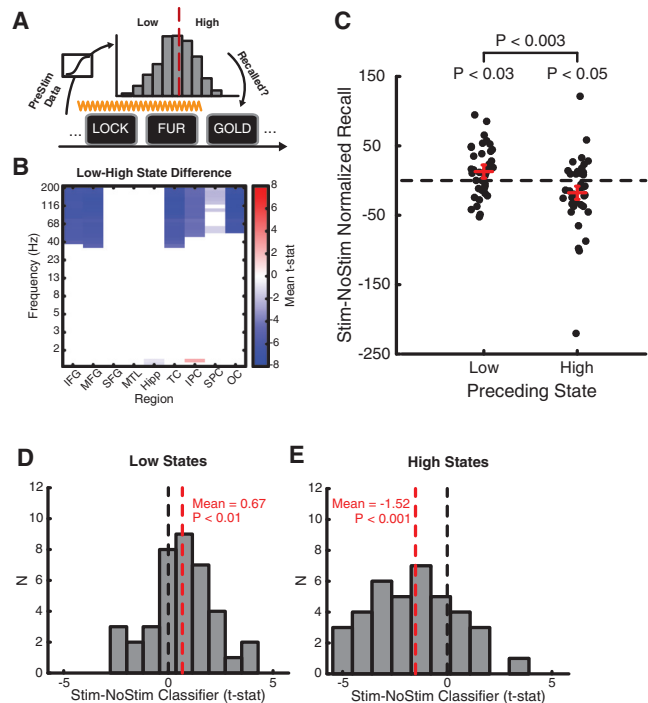 A
Low High
PreStim Data
Recalled?
... LOCK FUR GOLD ...
B
Low-High State Difference
Frequency (Hz)
200
116
68
40
23
13
8
5
3
2
IFG MFG SFG MTL Hipp TC IPC SPC OC
Region
8
6
4
2
0
-2
-4
-6
-8
Mean t-stat
C
P < 0.003
P < 0.03 P < 0.05
Stim-NoStim Normalized Recall
150
50
-50
-150
-250
Low High
Preceding State
D
Low States
Mean = 0.67
P < 0.01
N
12
10
8
6
4
2
0
-5 0 5
Stim-NoStim Classifier (t-stat)
E
High States
Mean = -1.52
P < 0.001
N
12
10
8
6
4
2
0
-5 0 5
Stim-NoStim Classifier (t-stat)